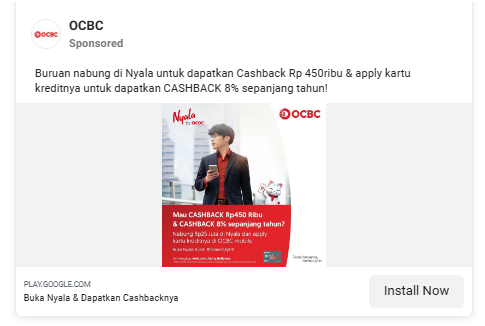 OCBC
OCBC
Sponsored
Buruan nabung di Nyala untuk dapatkan Cashback Rp 450ribu & apply kartu
kreditnya untuk dapatkan CASHBACK 8% sepanjang tahun!
Nyala
by OCBC
OCBC
Mau CASHBACK Rp450 Ribu
& CASHBACK 8% sepanjang tahun?
Nabung Rp25 Juta di Nyala dan apply
kartu kreditnya di OCBC mobile
PLAY.GOOGLE.COM
Buka Nyala & Dapatkan Cashbacknya
Install Now